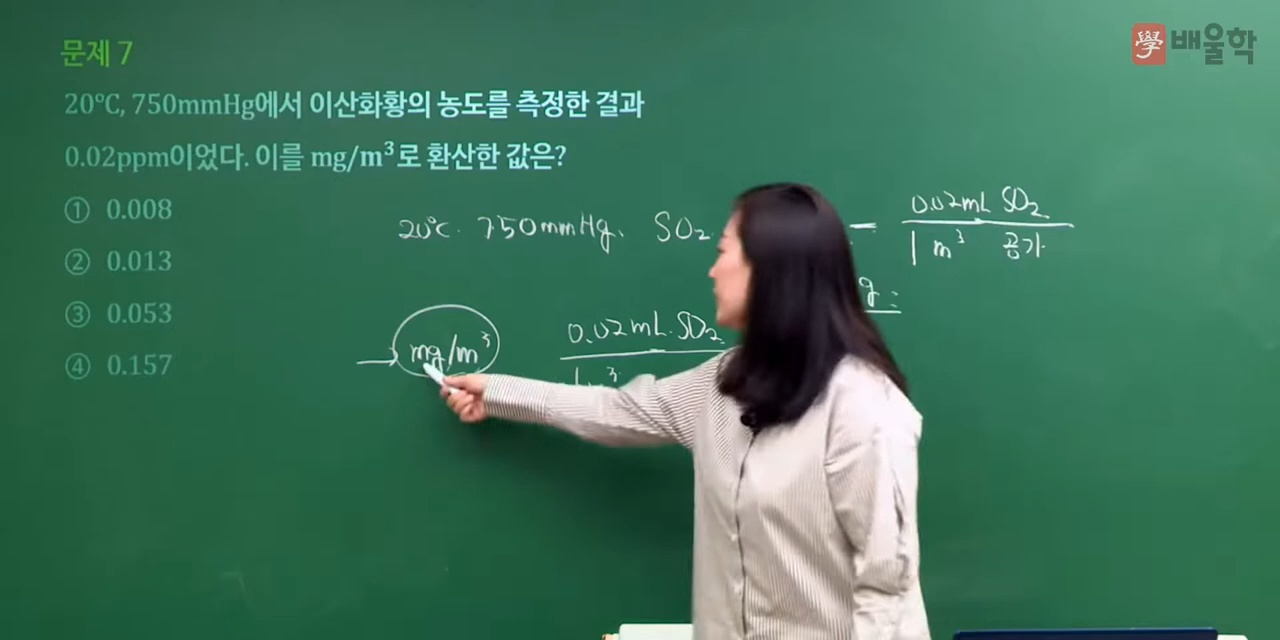 學 배울학
문제 7
20℃, 750mmHg에서 이산화황의 농도를 측정한 결과
0.02ppm이었다. 이를 mg/m³로 환산한 값은?
① 0.008
② 0.013
③ 0.053
④ 0.157
20℃. 750mmHg. SO₂ = 0.02mL SO₂
1 m³ 공기
→ mg/m³ 0.02mL.SO₂
1 m³